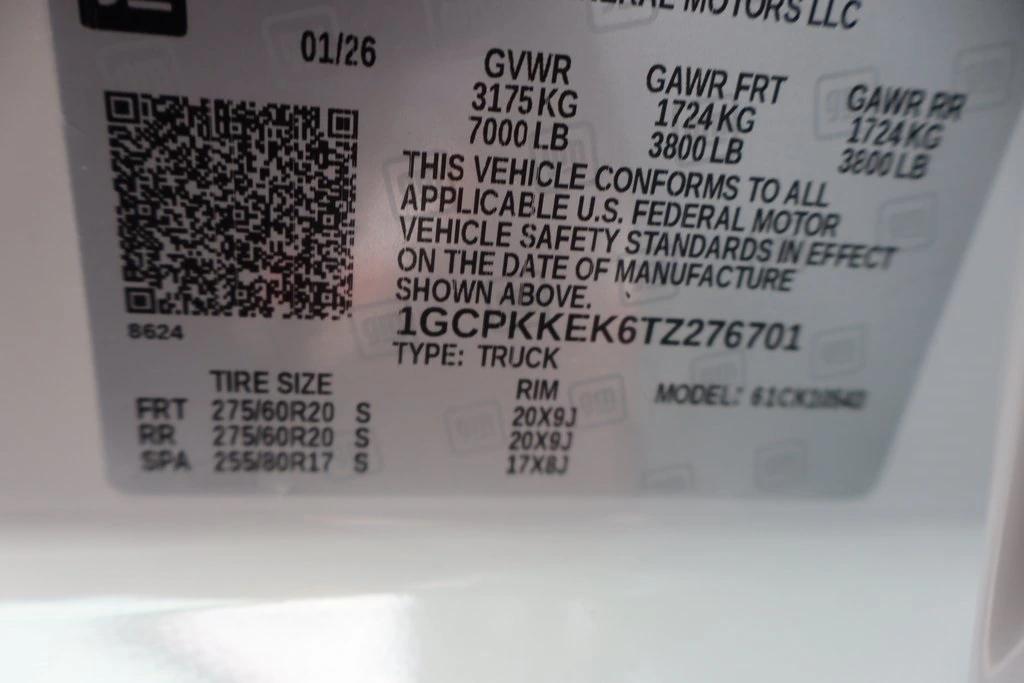 GENERAL MOTORS LLC
01/26
GVWR
3175 KG
7000 LB
GAWR FRT
1724 KG
3800 LB
GAWR RR
1724 KG
3800 LB
THIS VEHICLE CONFORMS TO ALL
APPLICABLE U.S. FEDERAL MOTOR
VEHICLE SAFETY STANDARDS IN EFFECT
ON THE DATE OF MANUFACTURE
SHOWN ABOVE.
1GCPKKEK6TZ276701
TYPE: TRUCK
8624
TIRE SIZE RIM
MODEL:
FRT 275/60R20 S 20X9J
RR 275/60R20 S 20X9J
SPA 255/80R17 S 17X8J